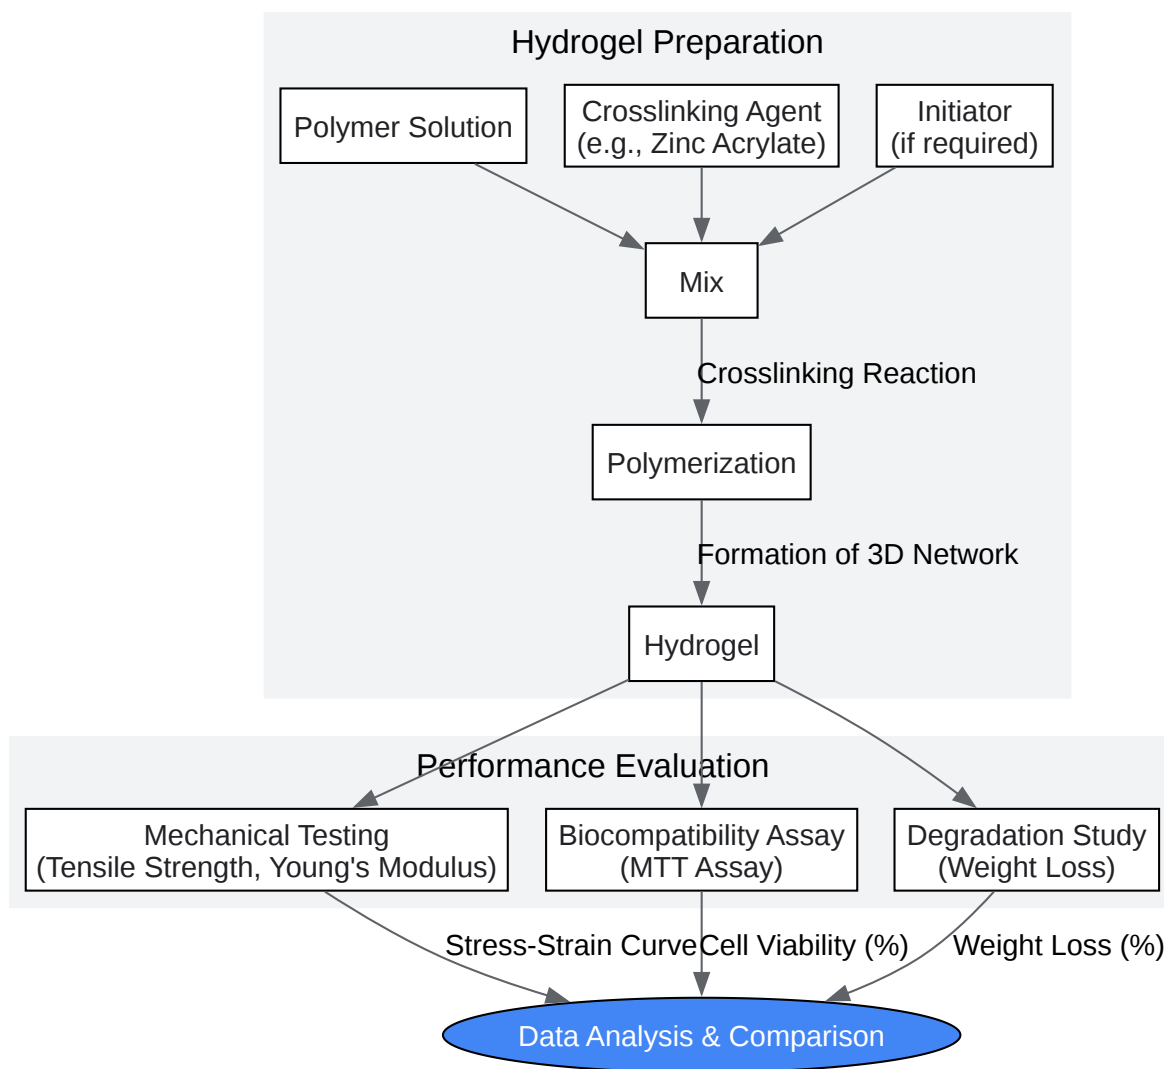 Hydrogel Preparation
Polymer Solution
Crosslinking Agent
(e.g., Zinc Acrylate)
Initiator
(if required)
Mix
Crosslinking Reaction
Polymerization
Formation of 3D Network
Hydrogel
Performance Evaluation
Mechanical Testing
(Tensile Strength, Young's Modulus)
Biocompatibility Assay
(MTT Assay)
Degradation Study
(Weight Loss)
Stress-Strain Curve
Cell Viability (%)
Weight Loss (%)
Data Analysis & Comparison